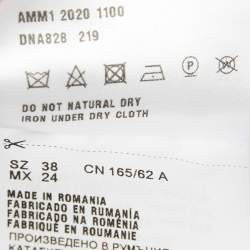 AMM1 2020 1100
DNA828 219
P
DO NOT NATURAL DRY
IRON UNDER DRY CLOTH
SZ 38 CN 165/62 A
MX 24
MADE IN ROMANIA
FABRICADO EN RUMANÍA
FABRICADO NA ROMÉNIA
FABRIQUÉ EN ROUMANIE
ПРОИЗВЕДЕНО В РУМЪНИЯ